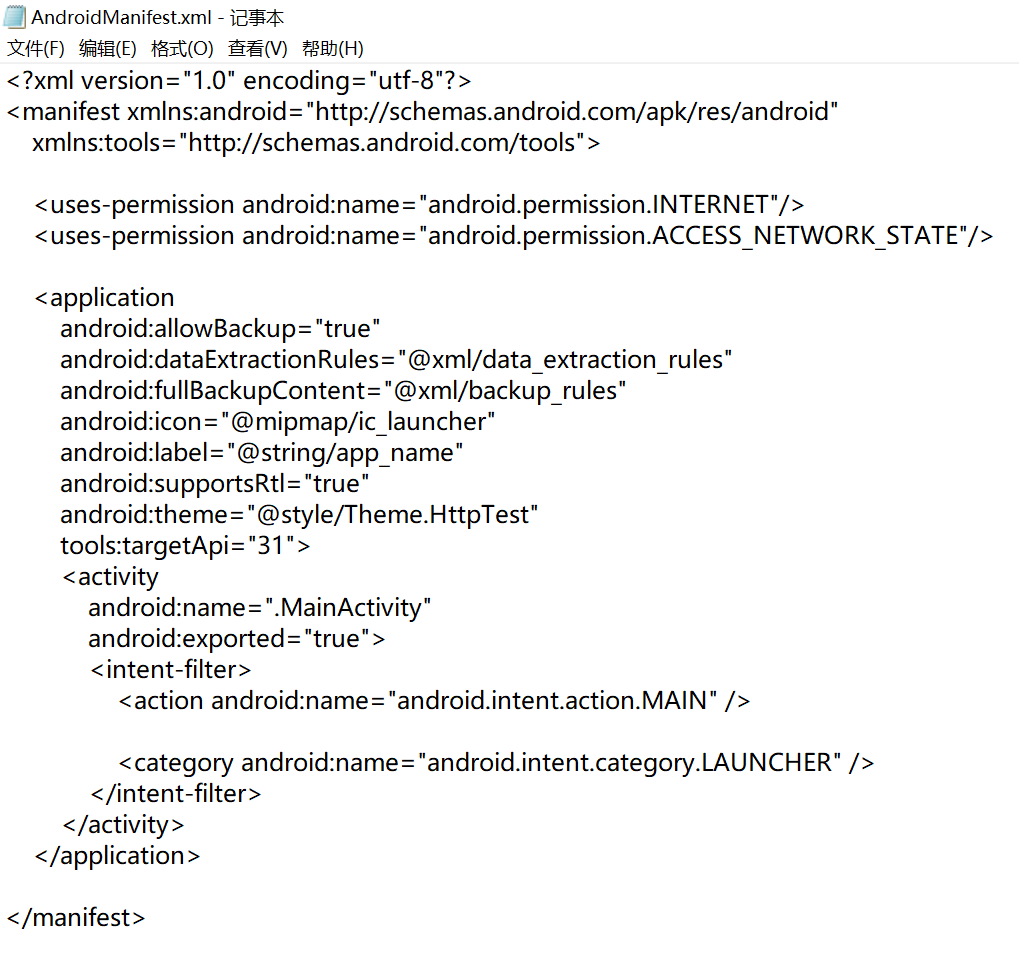 AndroidManifest.xml - 记事本
文件(F) 编辑(E) 格式(O) 查看(V) 帮助(H)
<?xml version="1.0" encoding="utf-8"?>
<manifest xmlns:android="http://schemas.android.com/apk/res/android"
    xmlns:tools="http://schemas.android.com/tools">

    <uses-permission android:name="android.permission.INTERNET"/>
    <uses-permission android:name="android.permission.ACCESS_NETWORK_STATE"/>

    <application
        android:allowBackup="true"
        android:dataExtractionRules="@xml/data_extraction_rules"
        android:fullBackupContent="@xml/backup_rules"
        android:icon="@mipmap/ic_launcher"
        android:label="@string/app_name"
        android:supportsRtl="true"
        android:theme="@style/Theme.HttpTest"
        tools:targetApi="31">
        <activity
            android:name=".MainActivity"
            android:exported="true">
            <intent-filter>
                <action android:name="android.intent.action.MAIN" />

                <category android:name="android.intent.category.LAUNCHER" />
            </intent-filter>
        </activity>
    </application>

</manifest>